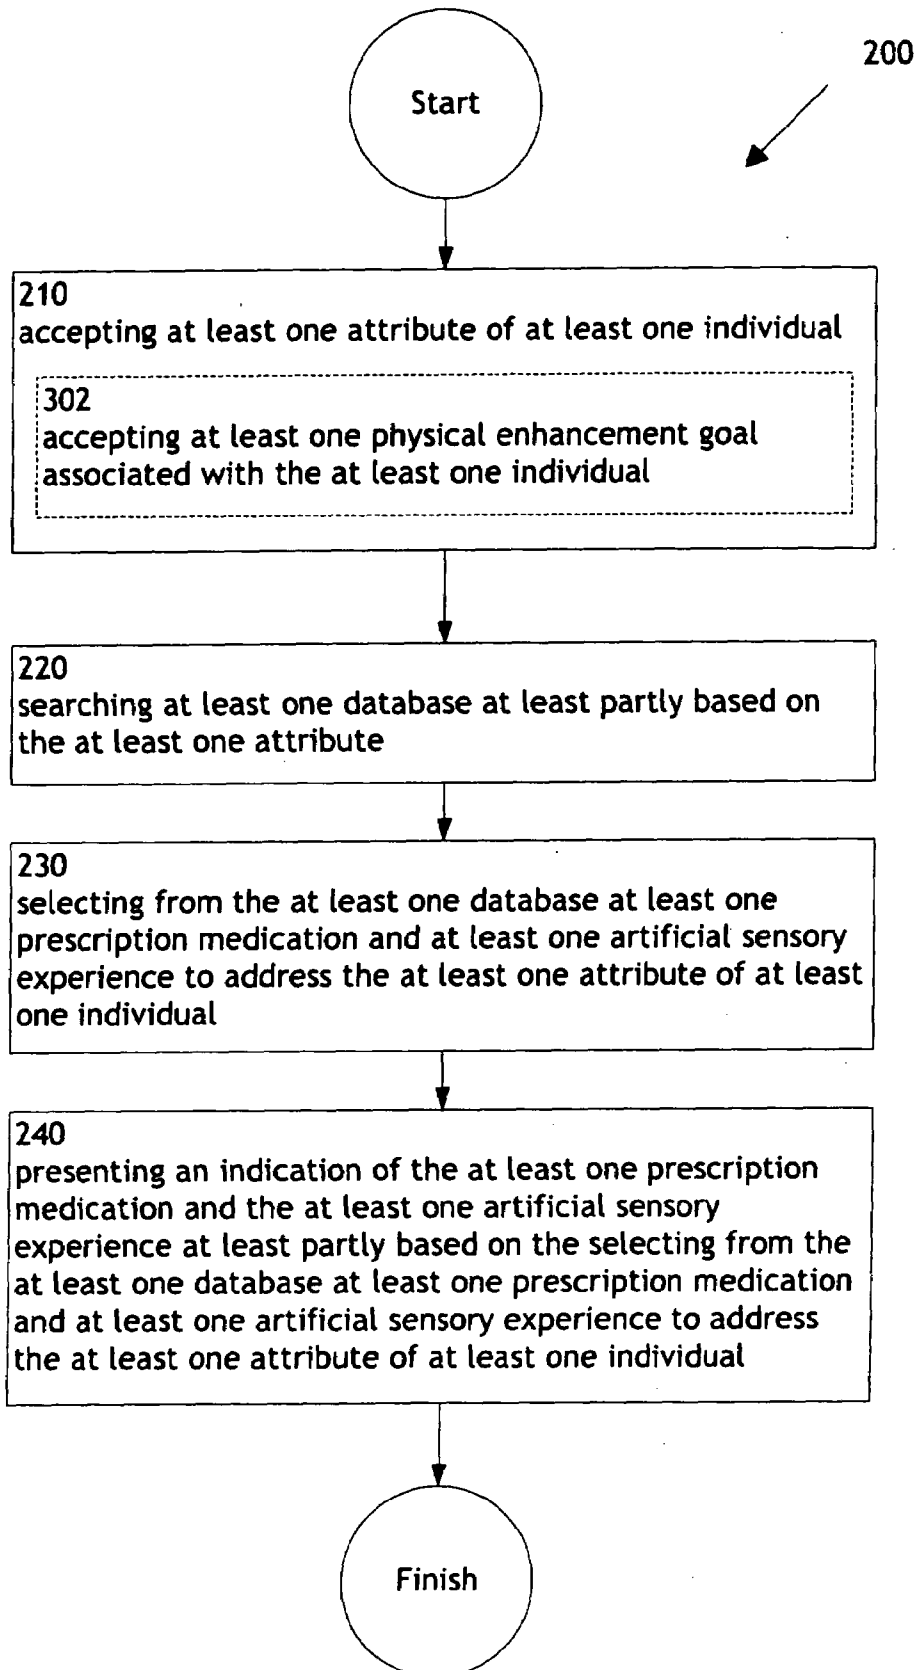 200
Start
210
accepting at least one attribute of at least one individual
302
accepting at least one physical enhancement goal
associated with the at least one individual
220
searching at least one database at least partly based on
the at least one attribute
230
selecting from the at least one database at least one
prescription medication and at least one artificial sensory
experience to address the at least one attribute of at least
one individual
240
presenting an indication of the at least one prescription
medication and the at least one artificial sensory
experience at least partly based on the selecting from the
at least one database at least one prescription medication
and at least one artificial sensory experience to address
the at least one attribute of at least one individual
Finish